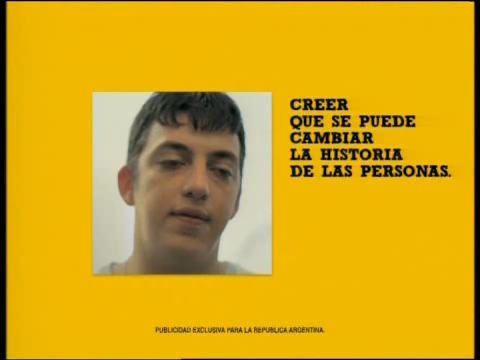 CREER
QUE SE PUEDE
CAMBIAR
LA HISTORIA
DE LAS PERSONAS.
PUBLICIDAD EXCLUSIVA PARA LA REPUBLICA ARGENTINA.